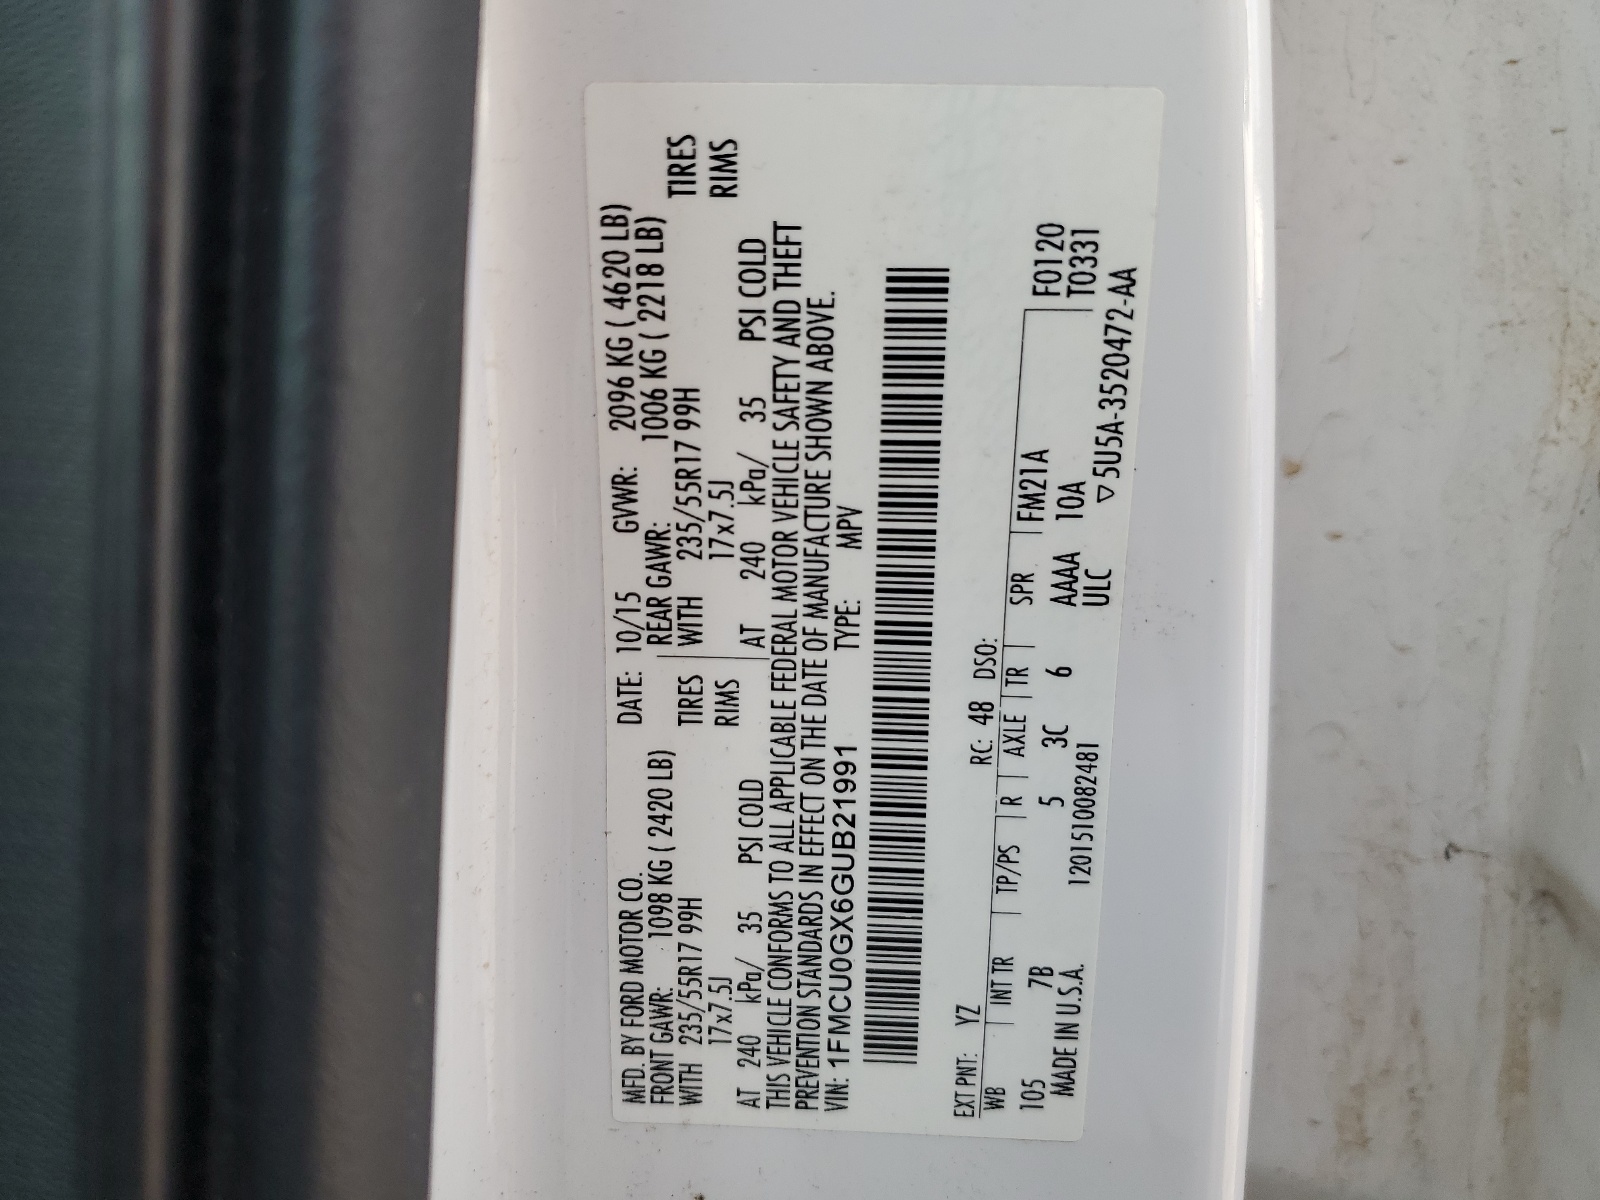 MFD. BY FORD MOTOR CO. DATE: 10/15 GVWR: 2096 KG ( 4620 LB)
FRONT GAWR: 1098 KG ( 2420 LB) REAR GAWR: 1006 KG ( 2218 LB)
WITH 235/55R17 99H TIRES WITH 235/55R17 99H TIRES
17x7.5J RIMS 17x7.5J RIMS
AT 240 kPa/ 35 PSI COLD AT 240 kPa/ 35 PSI COLD
THIS VEHICLE CONFORMS TO ALL APPLICABLE FEDERAL MOTOR VEHICLE SAFETY AND THEFT
PREVENTION STANDARDS IN EFFECT ON THE DATE OF MANUFACTURE SHOWN ABOVE.
VIN: 1FMCU0GX6GUB21991 TYPE: MPV
EXT PNT: YZ RC: 48 DSO:
WB | INT TR | TP/PS | R | AXLE | TR | SPR | FM21A F0120
105 7B 5 3C 6 AAAA 10A T0331
MADE IN U.S.A. 1201510082481 ULC ▽5U5A-3520472-AA